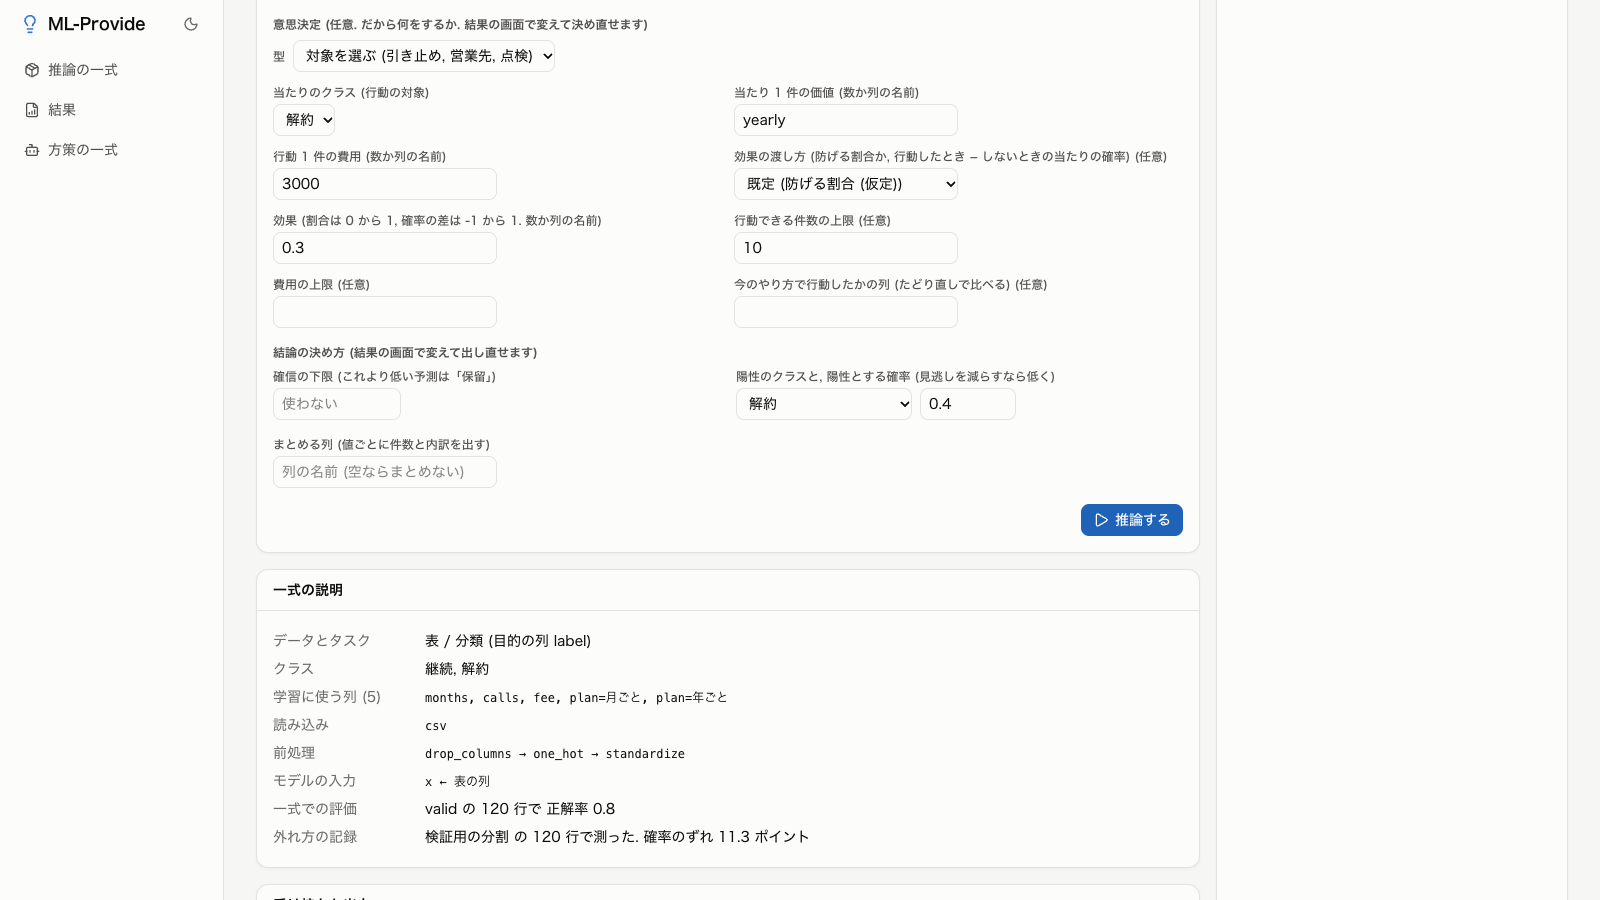 ML-Provide
推論の一式
結果
方策の一式
意思決定 (任意. だから何をするか. 結果の画面で変えて決め直せます)
型 対象を選ぶ (引き止め, 営業先, 点検)
当たりのクラス (行動の対象)
解約
当たり 1 件の価値 (数か列の名前)
yearly
行動 1 件の費用 (数か列の名前)
3000
効果の渡し方 (防げる割合か, 行動したとき − しないときの当たりの確率) (任意)
既定 (防げる割合 (仮定))
効果 (割合は 0 から 1, 確率の差は -1 から 1. 数か列の名前)
0.3
行動できる件数の上限 (任意)
10
費用の上限 (任意)
今のやり方で行動したかの列 (たどり直しで比べる) (任意)
結論の決め方 (結果の画面で変えて出し直せます)
確信の下限 (これより低い予測は「保留」)
使わない
陽性のクラスと, 陽性とする確率 (見逃しを減らすなら低く)
解約 0.4
まとめる列 (値ごとに件数と内訳を出す)
列の名前 (空ならまとめない)
推論する
一式の説明
データとタスク 表 / 分類 (目的の列 label)
クラス 継続, 解約
学習に使う列 (5) months, calls, fee, plan=月ごと, plan=年ごと
読み込み csv
前処理 drop_columns → one_hot → standardize
モデルの入力 x ← 表の列
一式での評価 valid の 120 行で 正解率 0.8
外れ方の記録 検証用の分割 の 120 行で測った. 確率のずれ 11.3 ポイント